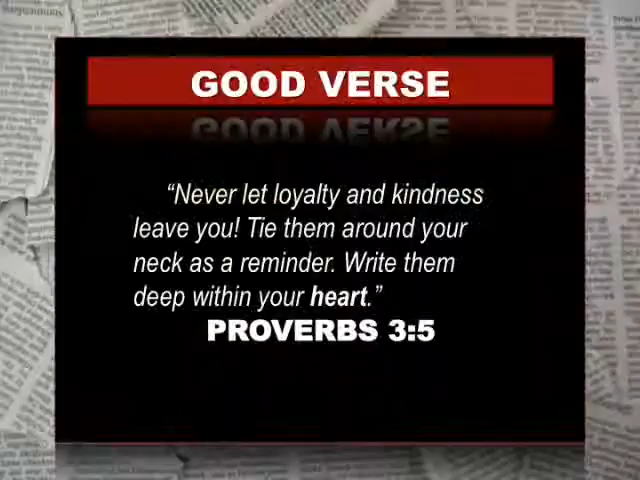 GOOD VERSE
“Never let loyalty and kindness
leave you! Tie them around your
neck as a reminder. Write them
deep within your heart.”
PROVERBS 3:5